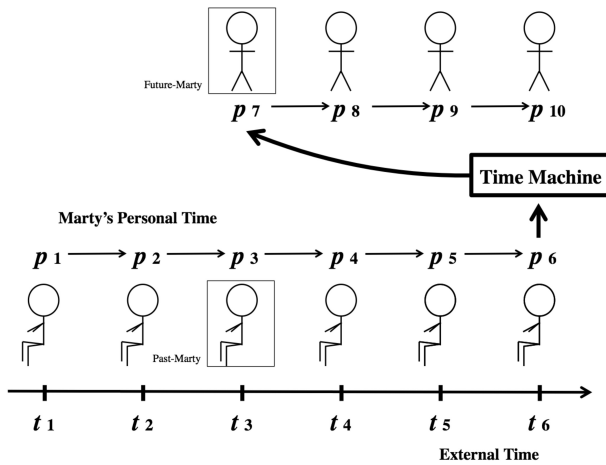 Future-Marty
p 7 p 8 p 9 p 10
Time Machine
Marty's Personal Time
p 1 p 2 p 3 p 4 p 5 p 6
Past-Marty
t 1 t 2 t 3 t 4 t 5 t 6
External Time